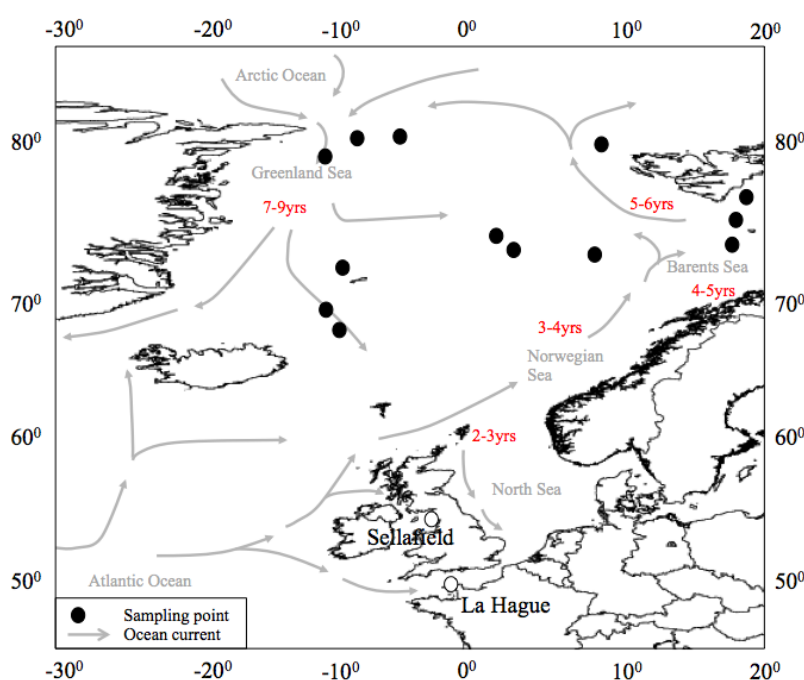 -30⁰ -20⁰ -10⁰ 0⁰ 10⁰ 20⁰
Arctic Ocean
80⁰ 80⁰
Greenland Sea
7-9yrs 5-6yrs
Barents Sea
70⁰ 4-5yrs 70⁰
3-4yrs
Norwegian
Sea
60⁰ 2-3yrs 60⁰
North Sea
Sellafield
50⁰ Atlantic Ocean 50⁰
La Hague
Sampling point
Ocean current
-30⁰ -20⁰ -10⁰ 0⁰ 10⁰ 20⁰